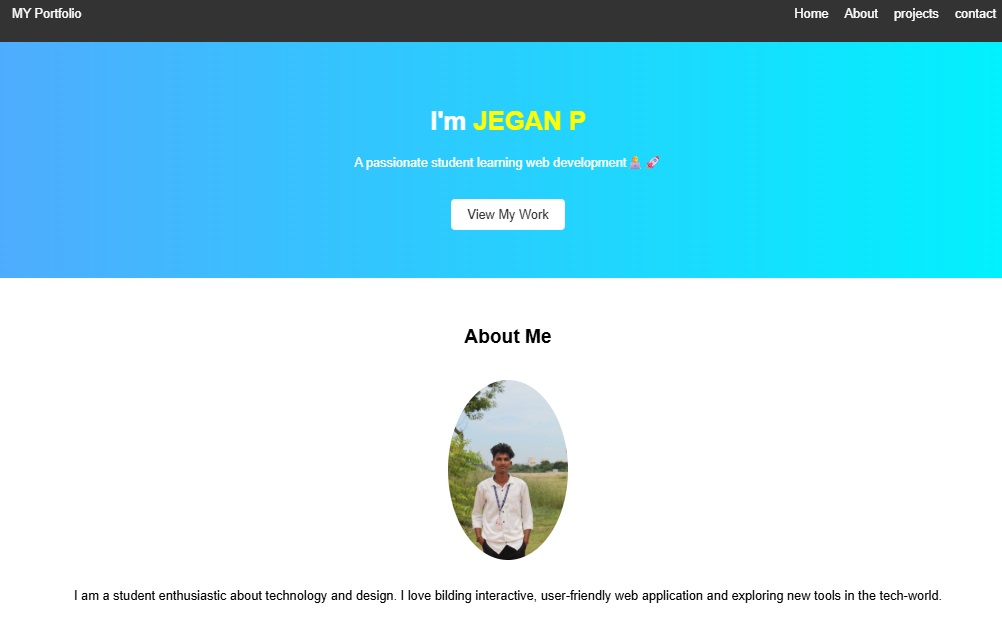 MY Portfolio
Home About projects contact
I'm JEGAN P
A passionate student learning web development
View My Work
About Me
I am a student enthusiastic about technology and design. I love bilding interactive, user-friendly web application and exploring new tools in the tech-world.